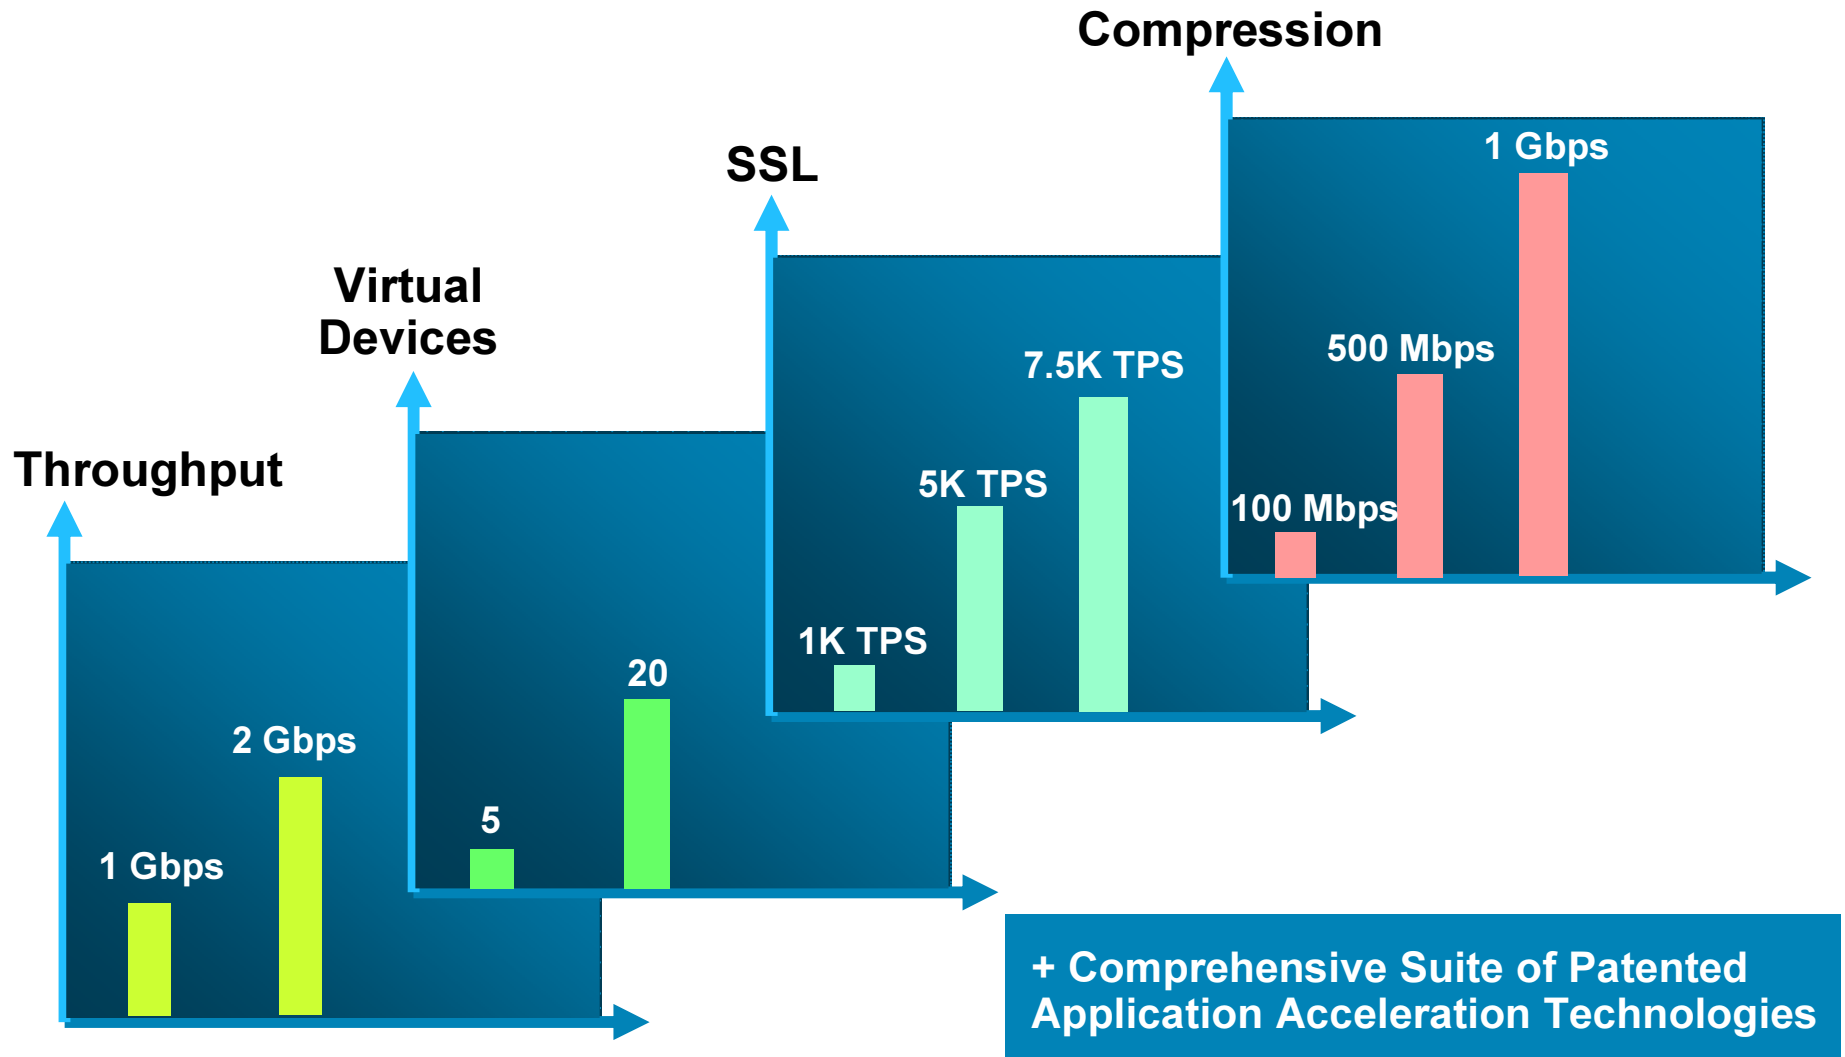 Compression
1 Gbps
500 Mbps
100 Mbps
SSL
7.5K TPS
5K TPS
1K TPS
Virtual
Devices
20
5
Throughput
2 Gbps
1 Gbps
+ Comprehensive Suite of Patented
Application Acceleration Technologies